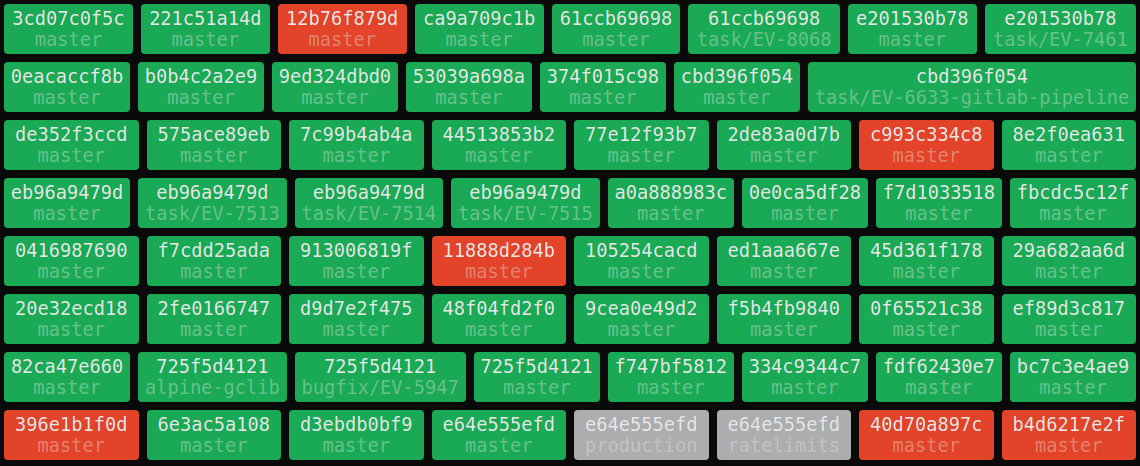 3cd07c0f5c 221c51a14d 12b76f879d ca9a709c1b 61ccb69698 61ccb69698 e201530b78 e201530b78
master master master master master task/EV-8068 master task/EV-7461
0eacaccf8b b0b4c2a2e9 9ed324dbd0 53039a698a 374f015c98 cbd396f054 cbd396f054
master master master master master master task/EV-6633-gitlab-pipeline
de352f3ccd 575ace89eb 7c99b4ab4a 44513853b2 77e12f93b7 2de83a0d7b c993c334c8 8e2f0ea631
master master master master master master master master
eb96a9479d eb96a9479d eb96a9479d eb96a9479d a0a888983c 0e0ca5df28 f7d1033518 fbcdc5c12f
master task/EV-7513 task/EV-7514 task/EV-7515 master master master master
0416987690 f7cdd25ada 913006819f 11888d284b 105254cacd ed1aaa667e 45d361f178 29a682aa6d
master master master master master master master master
20e32ecd18 2fe0166747 d9d7e2f475 48f04fd2f0 9cea0e49d2 f5b4fb9840 0f65521c38 ef89d3c817
master master master master master master master master
82ca47e660 725f5d4121 725f5d4121 725f5d4121 f747bf5812 334c9344c7 fdf62430e7 bc7c3e4ae9
master alpine-gclib bugfix/EV-5947 master master master master master
396e1b1f0d 6e3ac5a108 d3ebdb0bf9 e64e555efd e64e555efd e64e555efd 40d70a897c b4d6217e2f
master master master master production ratelimits master master